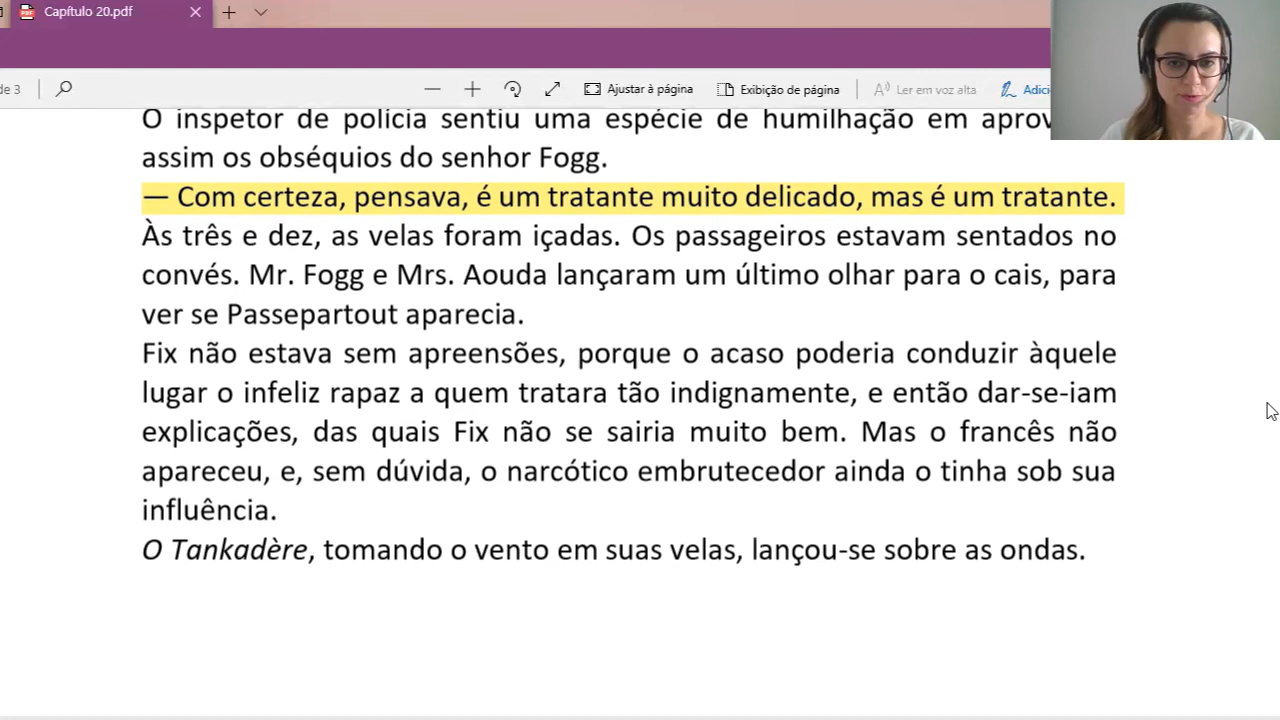 Capítulo 20.pdf
de 3
Ajustar à página
Exibição de página
Ler em voz alta
O inspetor de polícia sentiu uma espécie de humilhação em
assim os obséquios do senhor Fogg.
— Com certeza, pensava, é um tratante muito delicado, mas é um tratante.
Às três e dez, as velas foram içadas. Os passageiros estavam sentados no
convés. Mr. Fogg e Mrs. Aouda lançaram um último olhar para o cais, para
ver se Passepartout aparecia.
Fix não estava sem apreensões, porque o acaso poderia conduzir àquele
lugar o infeliz rapaz a quem tratara tão indignamente, e então dar-se-iam
explicações, das quais Fix não se sairia muito bem. Mas o francês não
apareceu, e, sem dúvida, o narcótico embrutecedor ainda o tinha sob sua
influência.
O Tankadère, tomando o vento em suas velas, lançou-se sobre as ondas.